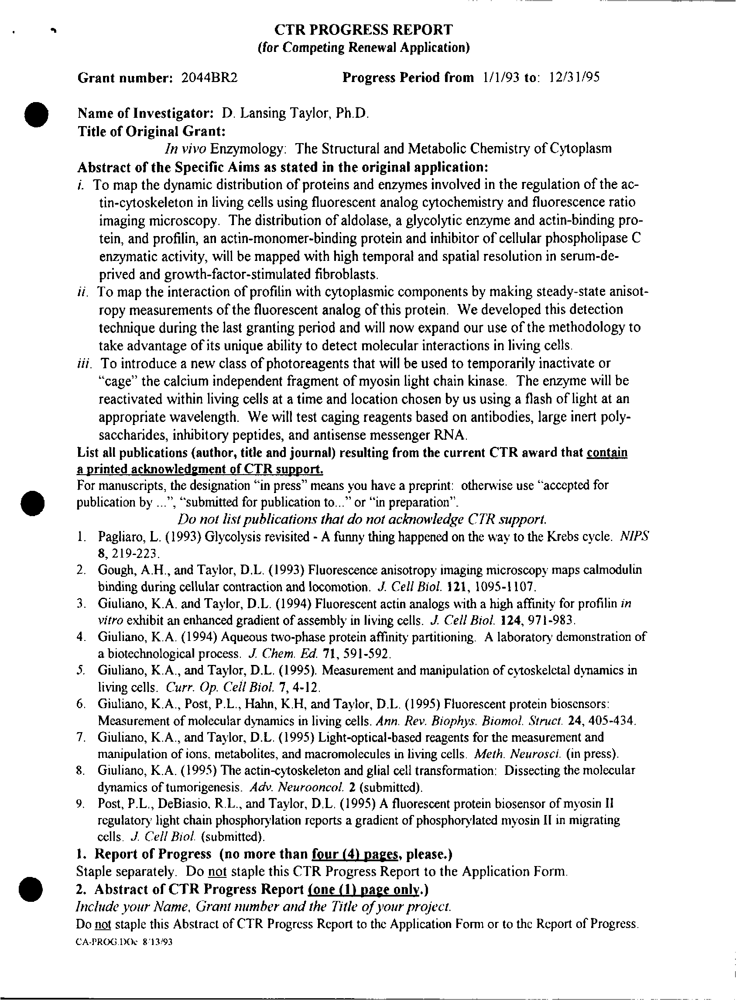 CTR PROGRESS REPORT
(for Competing Renewal Application)
Grant number: 2044BR2 Progress Period from 1/1/93 to: 12/31/95
Name of Investigator: D. Lansing Taylor, Ph.D.
Title of Original Grant:
In vivo Enzymology: The Structural and Metabolic Chemistry of Cytoplasm
Abstract of the Specific Aims as stated in the original application:
i. To map the dynamic distribution of proteins and enzymes involved in the regulation of the ac-
tin-cytoskeleton in living cells using fluorescent analog cytochemistry and fluorescence ratio
imaging microscopy. The distribution of aldolase, a glycolytic enzyme and actin-binding pro-
tein, and profilin, an actin-monomer-binding protein and inhibitor of cellular phospholipase C
enzymatic activity, will be mapped with high temporal and spatial resolution in serum-de-
prived and growth-factor-stimulated fibroblasts.
ii. To map the interaction of profilin with cytoplasmic components by making steady-state anisot-
ropy measurements of the fluorescent analog of this protein. We developed this detection
technique during the last granting period and will now expand our use of the methodology to
take advantage of its unique ability to detect molecular interactions in living cells.
iii. To introduce a new class of photoreagents that will be used to temporarily inactivate or
“cage” the calcium independent fragment of myosin light chain kinase. The enzyme will be
reactivated within living cells at a time and location chosen by us using a flash of light at an
appropriate wavelength. We will test caging reagents based on antibodies, large inert poly-
saccharides, inhibitory peptides, and antisense messenger RNA.
List all publications (author, title and journal) resulting from the current CTR award that contain
a printed acknowledgment of CTR support.
For manuscripts, the designation “in press” means you have a preprint: otherwise use “accepted for
publication by ...”, “submitted for publication to...” or “in preparation”.
Do not list publications that do not acknowledge CTR support.
1. Pagliaro, L. (1993) Glycolysis revisited - A funny thing happened on the way to the Krebs cycle. NIPS
8, 219-223.
2. Gough, A.H., and Taylor, D.L. (1993) Fluorescence anisotropy imaging microscopy maps calmodulin
binding during cellular contraction and locomotion. J. Cell Biol. 121, 1095-1107.
3. Giuliano, K.A. and Taylor, D.L. (1994) Fluorescent actin analogs with a high affinity for profilin in
vitro exhibit an enhanced gradient of assembly in living cells. J. Cell Biol. 124, 971-983.
4. Giuliano, K.A. (1994) Aqueous two-phase protein affinity partitioning. A laboratory demonstration of
a biotechnological process. J. Chem. Ed. 71, 591-592.
5. Giuliano, K.A., and Taylor, D.L. (1995). Measurement and manipulation of cytoskeletal dynamics in
living cells. Curr. Op. Cell Biol. 7, 4-12.
6. Giuliano, K.A., Post, P.L., Hahn, K.H, and Taylor, D.L. (1995) Fluorescent protein biosensors:
Measurement of molecular dynamics in living cells. Ann. Rev. Biophys. Biomol. Struct. 24, 405-434.
7. Giuliano, K.A., and Taylor, D.L. (1995) Light-optical-based reagents for the measurement and
manipulation of ions, metabolites, and macromolecules in living cells. Meth. Neurosci. (in press).
8. Giuliano, K.A. (1995) The actin-cytoskeleton and glial cell transformation: Dissecting the molecular
dynamics of tumorigenesis. Adv. Neurooncol. 2 (submitted).
9. Post, P.L., DeBiasio, R.L., and Taylor, D.L. (1995) A fluorescent protein biosensor of myosin II
regulatory light chain phosphorylation reports a gradient of phosphorylated myosin II in migrating
cells. J. Cell Biol. (submitted).
1. Report of Progress (no more than four (4) pages, please.)
Staple separately. Do not staple this CTR Progress Report to the Application Form.
2. Abstract of CTR Progress Report (one (1) page only.)
Include your Name, Grant number and the Title of your project.
Do not staple this Abstract of CTR Progress Report to the Application Form or to the Report of Progress.
CA-PROG.DOc 8/13/93